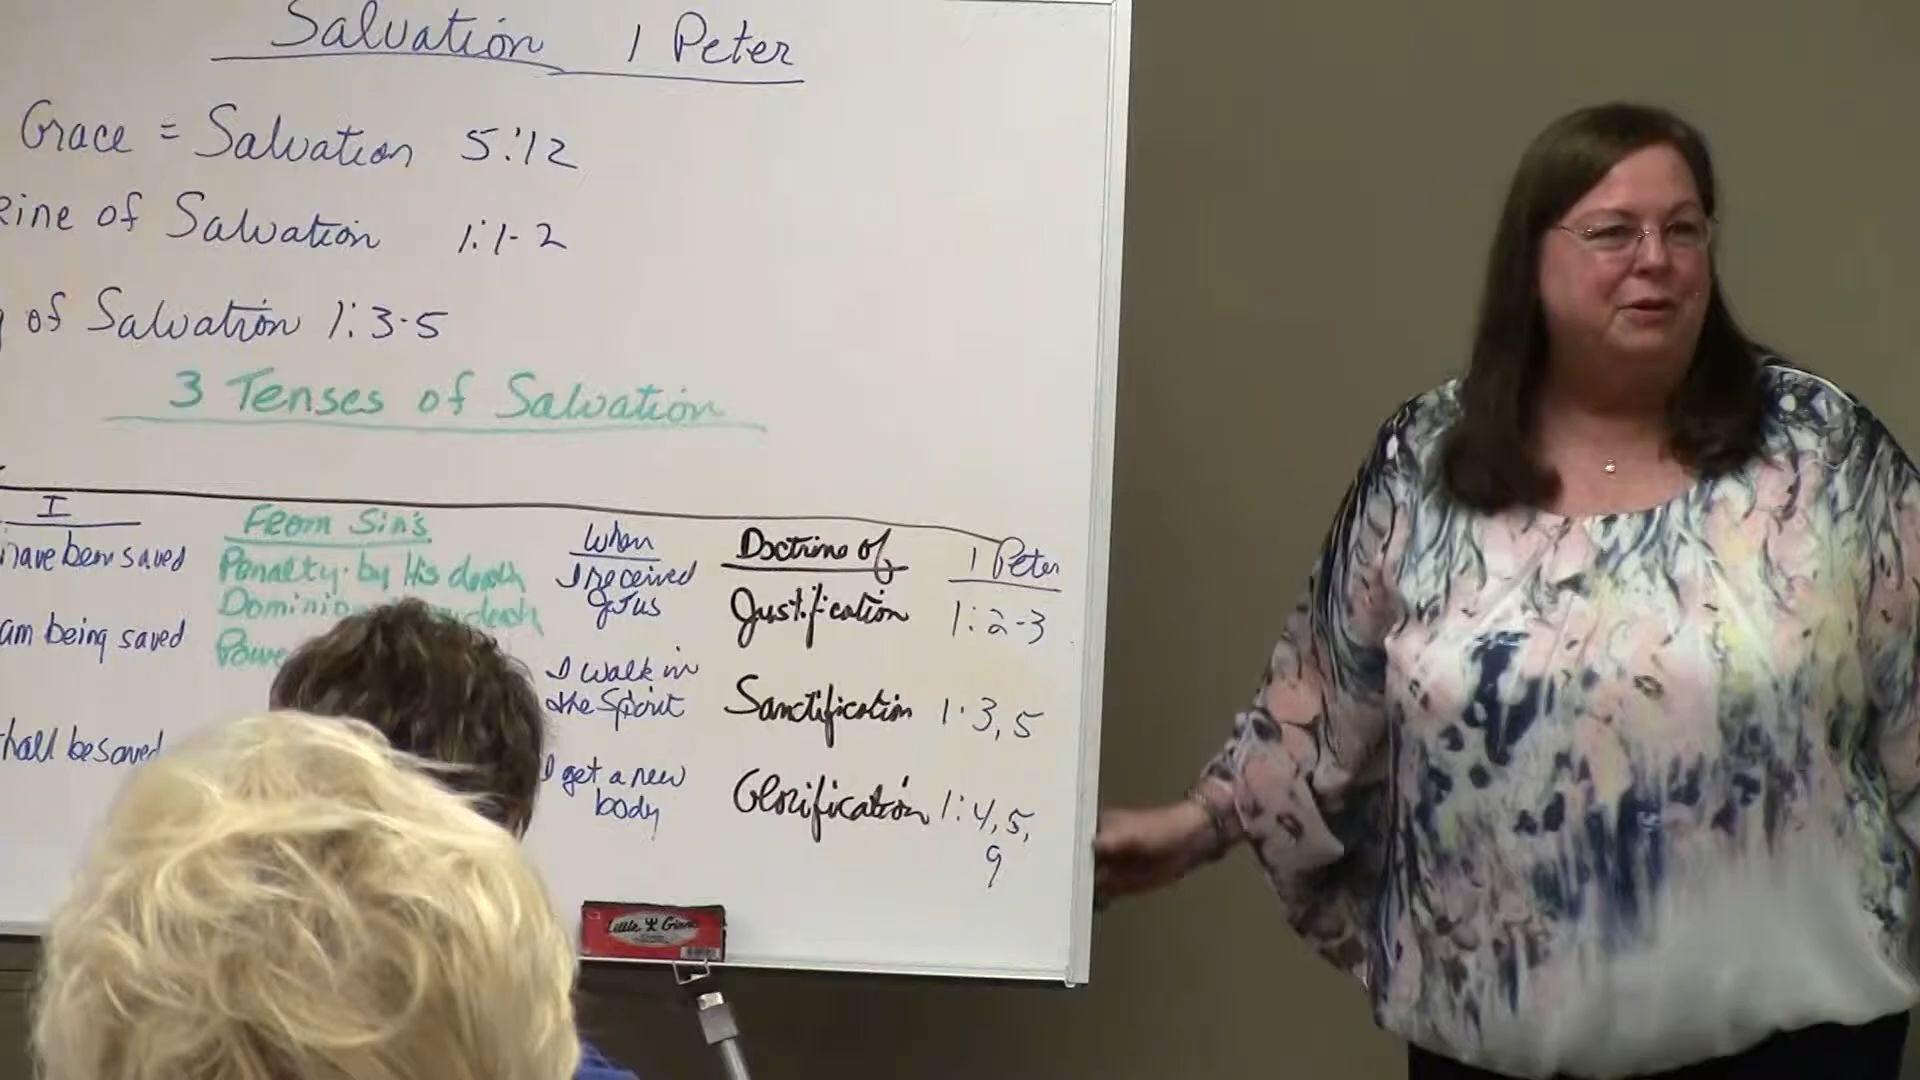 Salvation 1 Peter
Grace = Salvation 5:12
of Salvation 1:1-2
of Salvation 1:3-5
3 Tenses of Salvation
I
have been saved
am being saved
hall be saved
From Sin's
Penalty by His death
death
When
I received
Jesus
I walk in
the Spirit
I get a new
body
Doctrine of
Justification
Sanctification
Glorification
1 Peter
1:2-3
1:3,5
1:4,5,
9
Little Giant